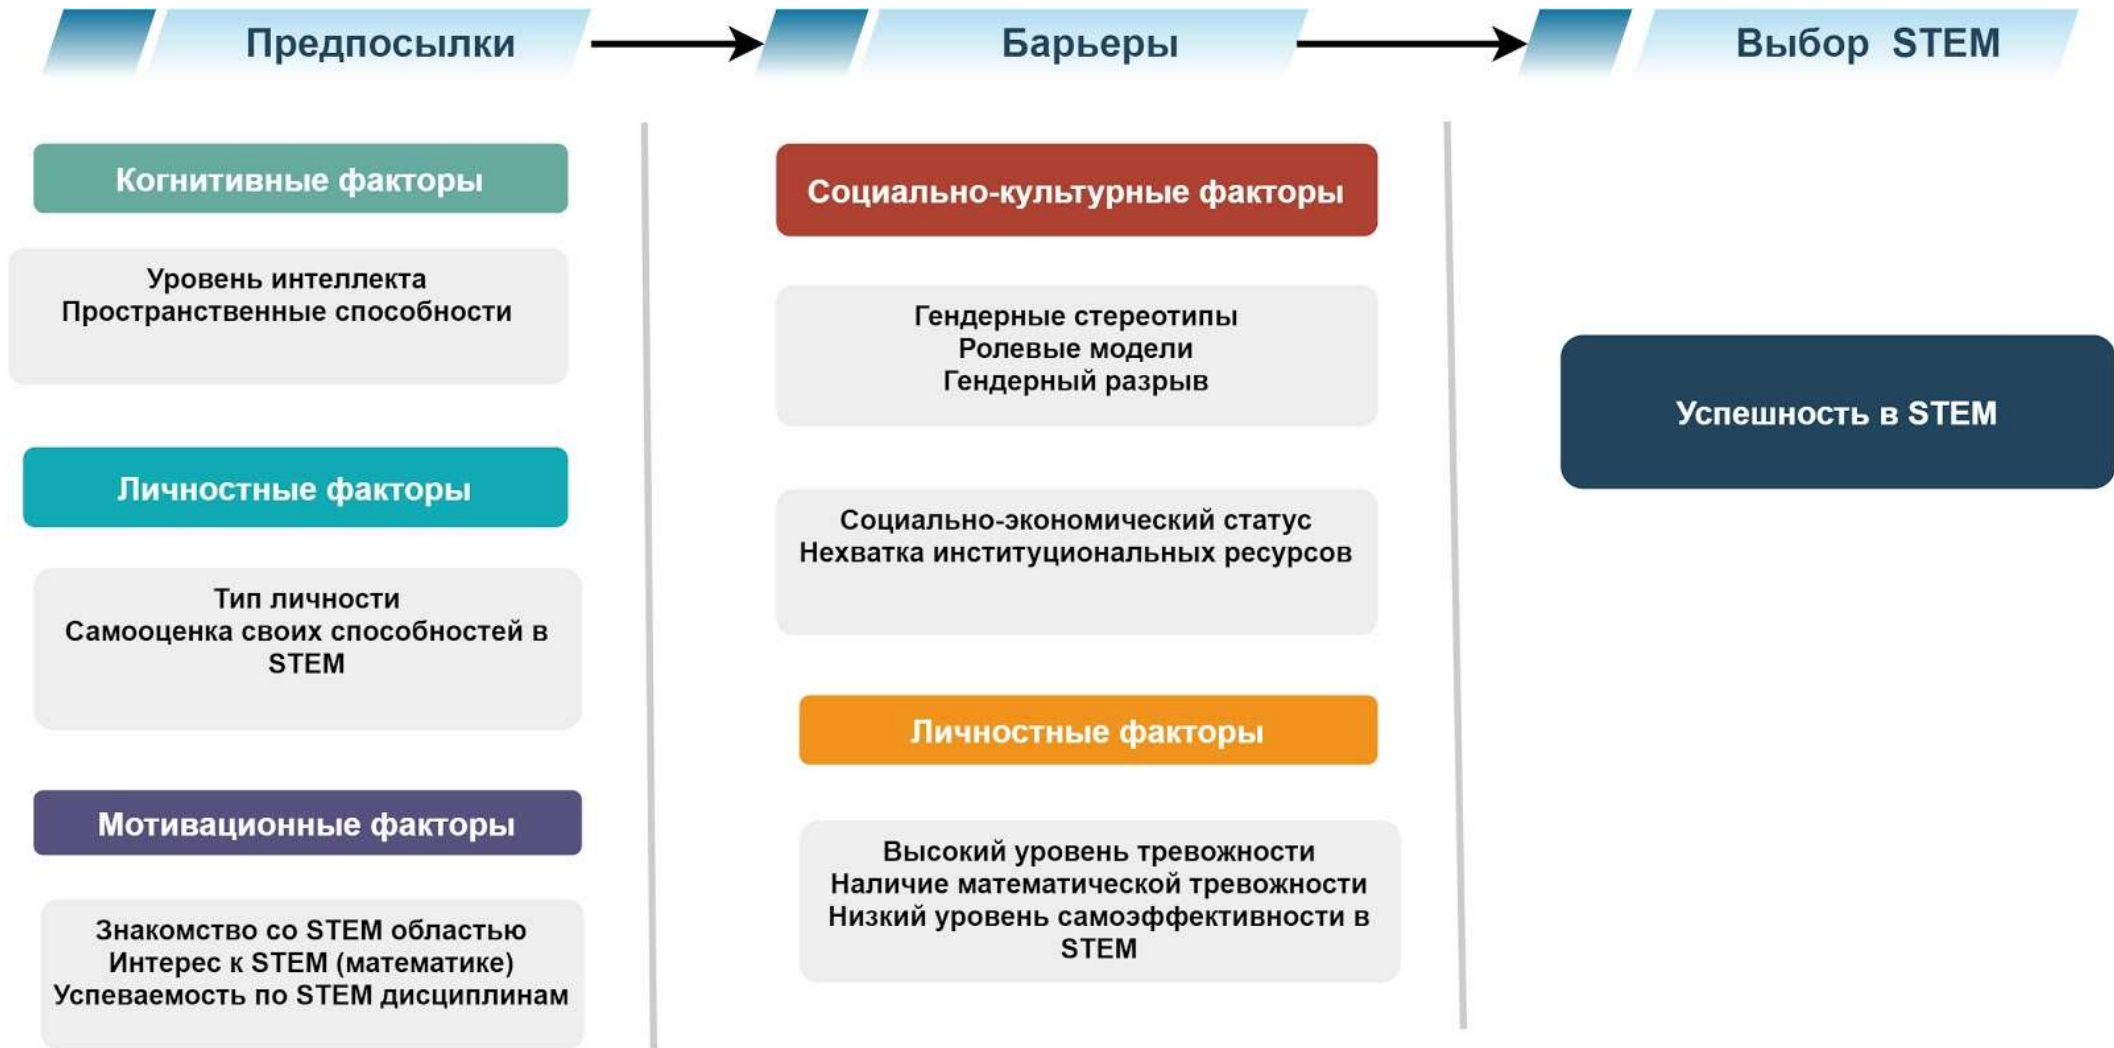 Предпосылки
Барьеры
Выбор STEM
Когнитивные факторы
Уровень интеллекта
Пространственные способности
Личностные факторы
Тип личности
Самооценка своих способностей в
STEM
Мотивационные факторы
Знакомство со STEM областью
Интерес к STEM (математике)
Успеваемость по STEM дисциплинам
Социально-культурные факторы
Гендерные стереотипы
Ролевые модели
Гендерный разрыв
Социально-экономический статус
Нехватка институциональных ресурсов
Личностные факторы
Высокий уровень тревожности
Наличие математической тревожности
Низкий уровень самоэффективности в
STEM
Успешность в STEM